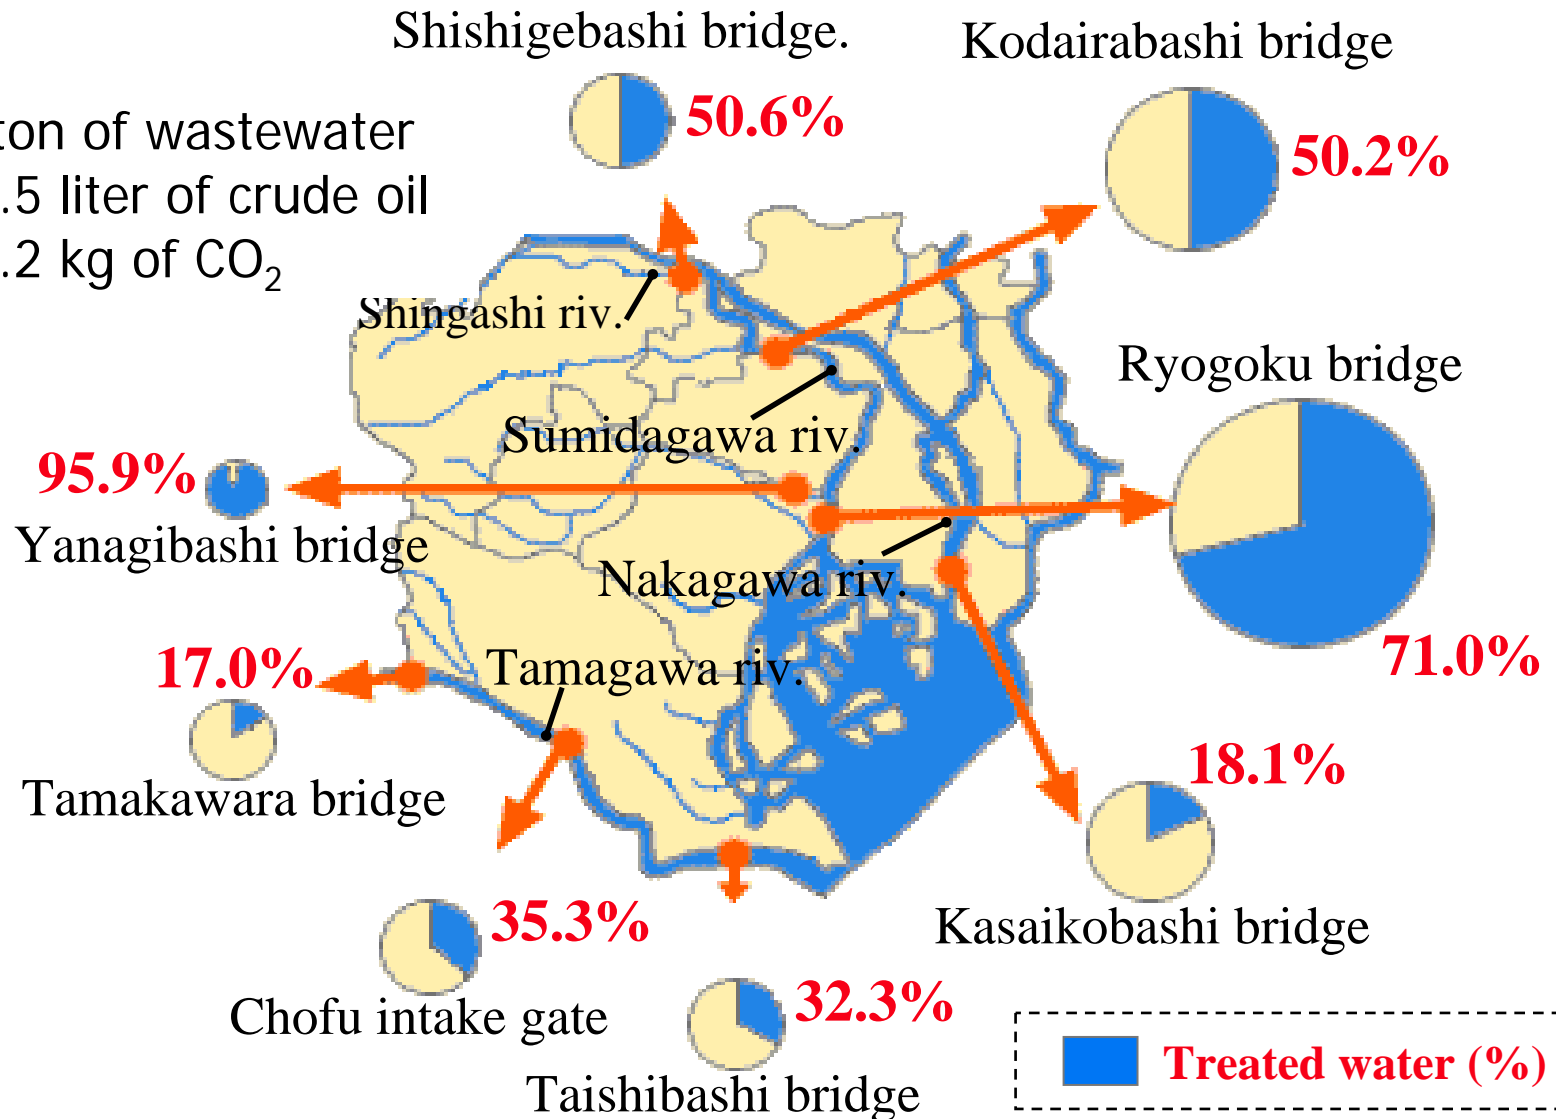 Shishigebashi bridge.
Kodairabashi bridge
ton of wastewater
.5 liter of crude oil
.2 kg of CO₂
50.6%
50.2%
Shingashi riv.
Ryogoku bridge
Sumidagawa riv.
95.9%
Yanagibashi bridge
Nakagawa riv.
71.0%
17.0%
Tamagawa riv.
Tamakawara bridge
18.1%
Kasaikobashi bridge
35.3%
Chofu intake gate
32.3%
Taishibashi bridge
Treated water (%)